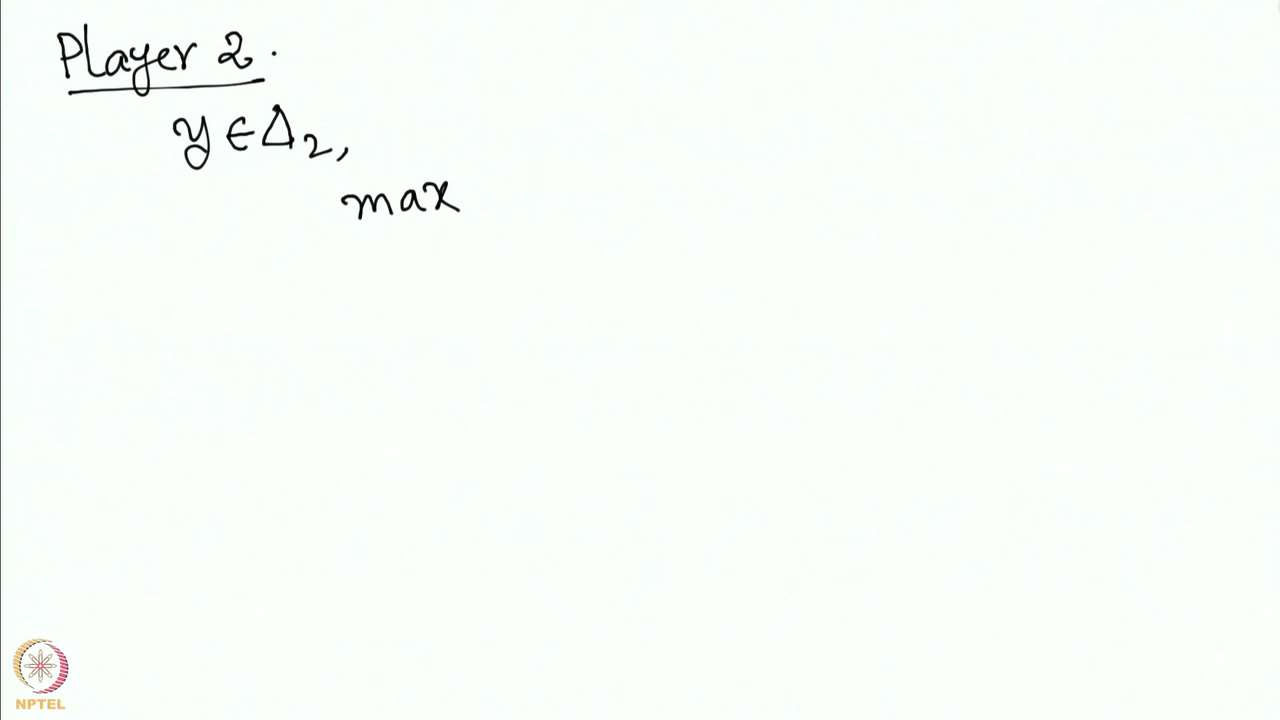 Player 2.
y ∈ Δ₂,
max
NPTEL